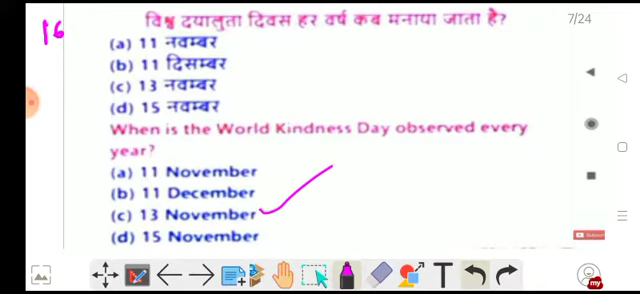 विश्व दयालुता दिवस हर वर्ष कब मनाया जाता है?
7/24
16
(a) 11 नवम्बर
(b) 11 दिसम्बर
(c) 13 नवम्बर
(d) 15 नवम्बर
When is the World Kindness Day observed every
year?
(a) 11 November
(b) 11 December
(c) 13 November
(d) 15 November
T
my